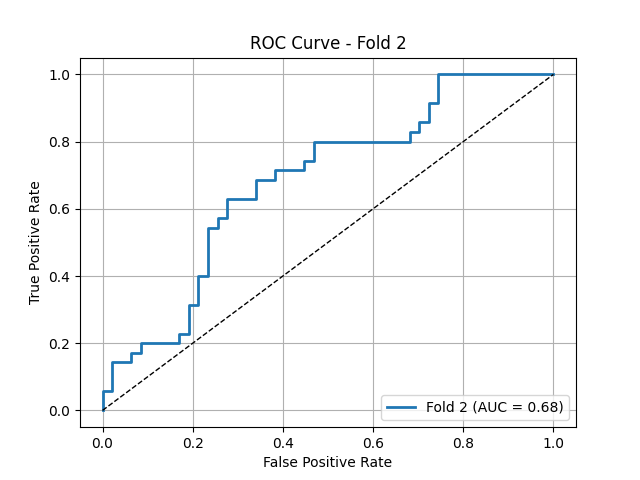 ROC Curve - Fold 2
True Positive Rate
1.0
0.8
0.6
0.4
0.2
0.0
Fold 2 (AUC = 0.68)
0.0 0.2 0.4 0.6 0.8 1.0
False Positive Rate